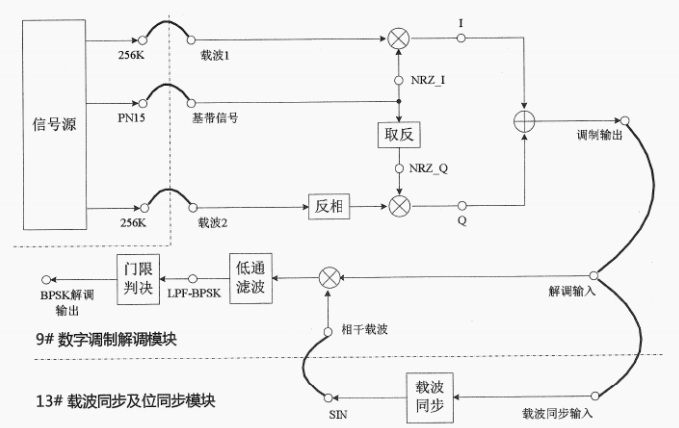 I
256K
载波1
NRZ_I
信号源
PN15
基带信号
取反
调制输出
NRZ_Q
反相
256K
载波2
Q
门限
判决
低通
滤波
BPSK解调
输出
LPF-BPSK
解调输入
9# 数字调制解调模块
相干载波
13# 载波同步及位同步模块
载波
同步
SIN
载波同步输入